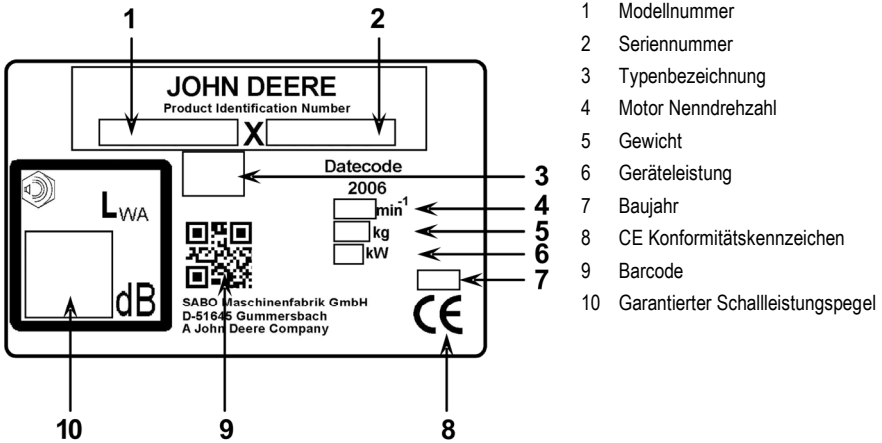 1
2
JOHN DEERE
Product Identification Number
X
Datecode
2006
3
min-1
4
kg
5
kW
6
7
LWA
dB
SABO Maschinenfabrik GmbH
D-51645 Gummersbach
A John Deere Company
CE
10
9
8
1 Modellnummer
2 Seriennummer
3 Typenbezeichnung
4 Motor Nenndrehzahl
5 Gewicht
6 Geräteleistung
7 Baujahr
8 CE Konformitätskennzeichen
9 Barcode
10 Garantierter Schallleistungspegel